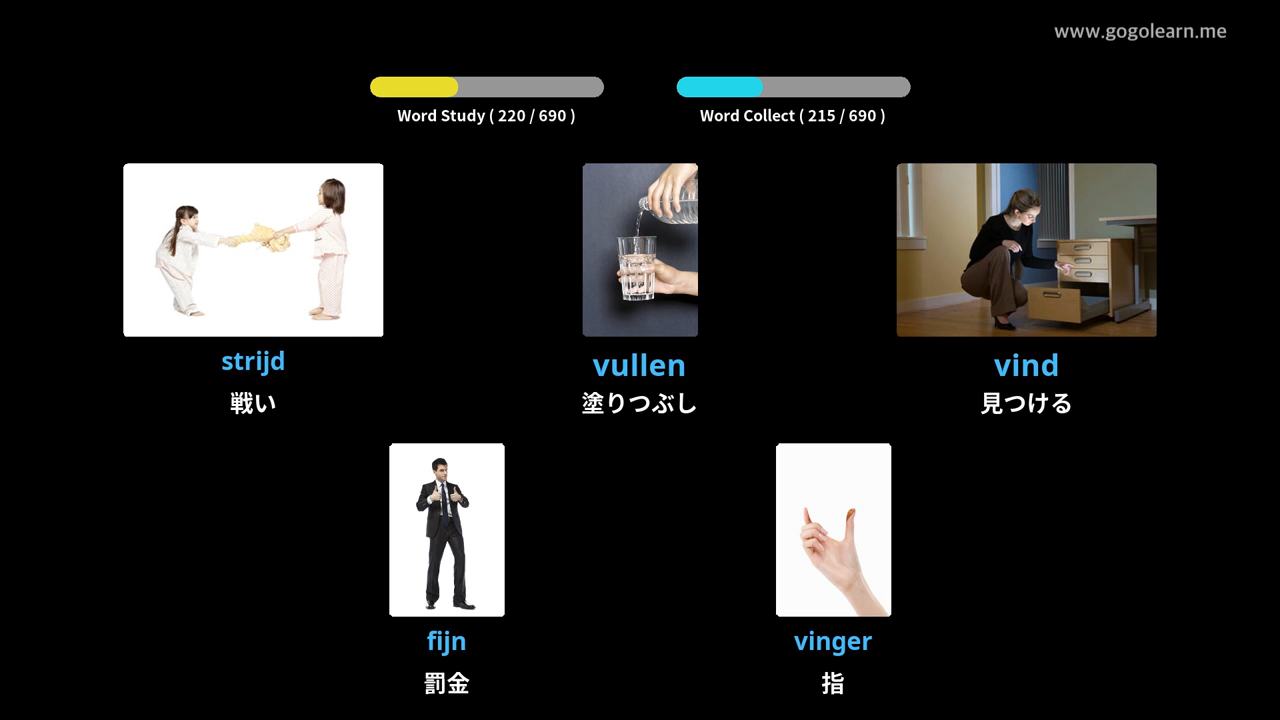 www.gogolearn.me
Word Study ( 220 / 690 )
Word Collect ( 215 / 690 )
strijd
戦い
vullen
塗りつぶし
vind
見つける
fijn
罰金
vinger
指